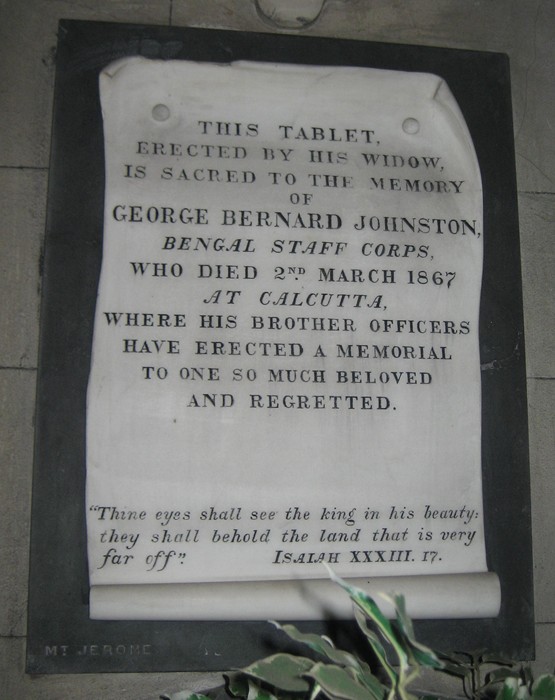 THIS TABLET,
ERECTED BY HIS WIDOW,
IS SACRED TO THE MEMORY
OF
GEORGE BERNARD JOHNSTON,
BENGAL STAFF CORPS,
WHO DIED 2ND MARCH 1867
AT CALCUTTA,
WHERE HIS BROTHER OFFICERS
HAVE ERECTED A MEMORIAL
TO ONE SO MUCH BELOVED
AND REGRETTED.
"Thine eyes shall see the king in his beauty:
they shall behold the land that is very
far off".      ISAIAH XXXIII. 17.
MT JEROME